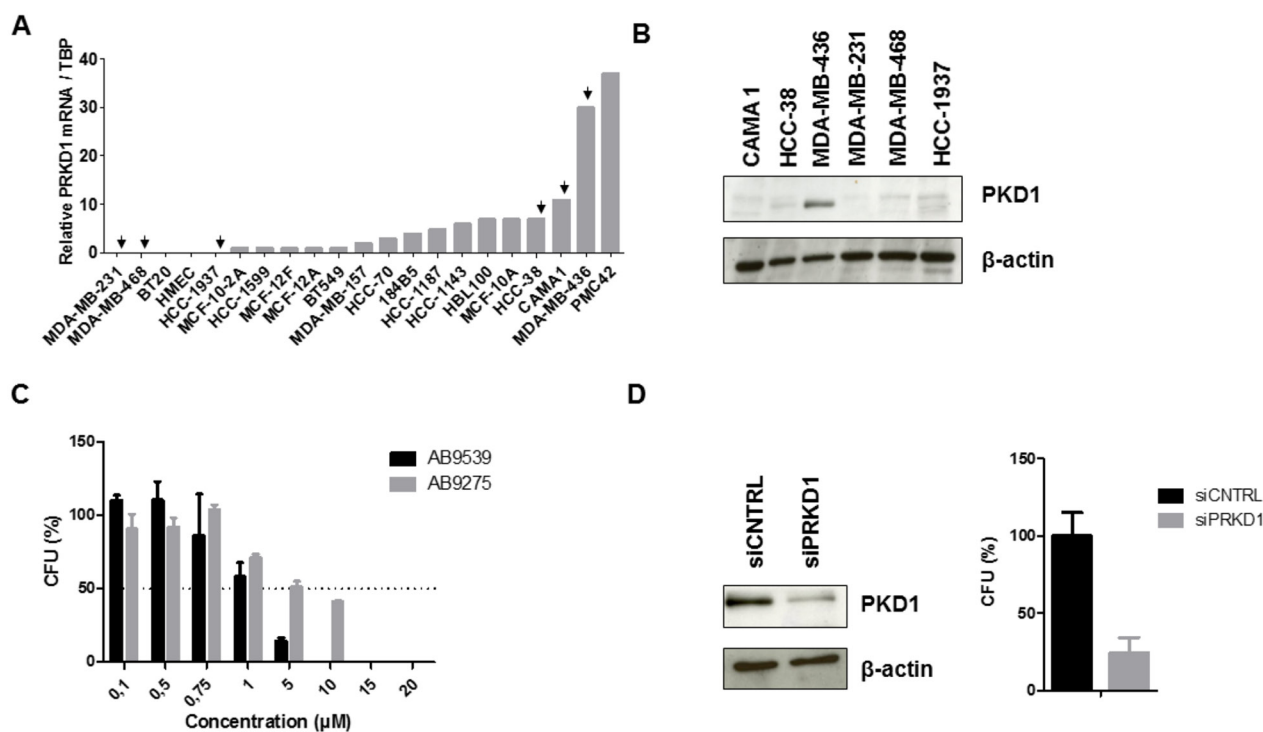 A
Relative PRKD1 mRNA / TBP
40
30
20
10
0
MDA-MB-231
MDA-MB-468
BT20
HMEC
HCC-1937
MCF-10-2A
HCC-1599
MCF-12F
MCF-12A
BT549
MDA-MB-157
HCC-70
184B5
HCC-1187
HCC-1143
HBL100
MCF-10A
HCC-38
CAMA1
MDA-MB-436
PMC42
B
CAMA 1
HCC-38
MDA-MB-436
MDA-MB-231
MDA-MB-468
HCC-1937
PKD1
β-actin
C
CFU (%)
150
100
50
0
AB9539
AB9275
0,1
0,5
0,75
1
5
10
15
20
Concentration (µM)
D
siCNTRL
siPRKD1
PKD1
β-actin
CFU (%)
150
100
50
0
siCNTRL
siPRKD1